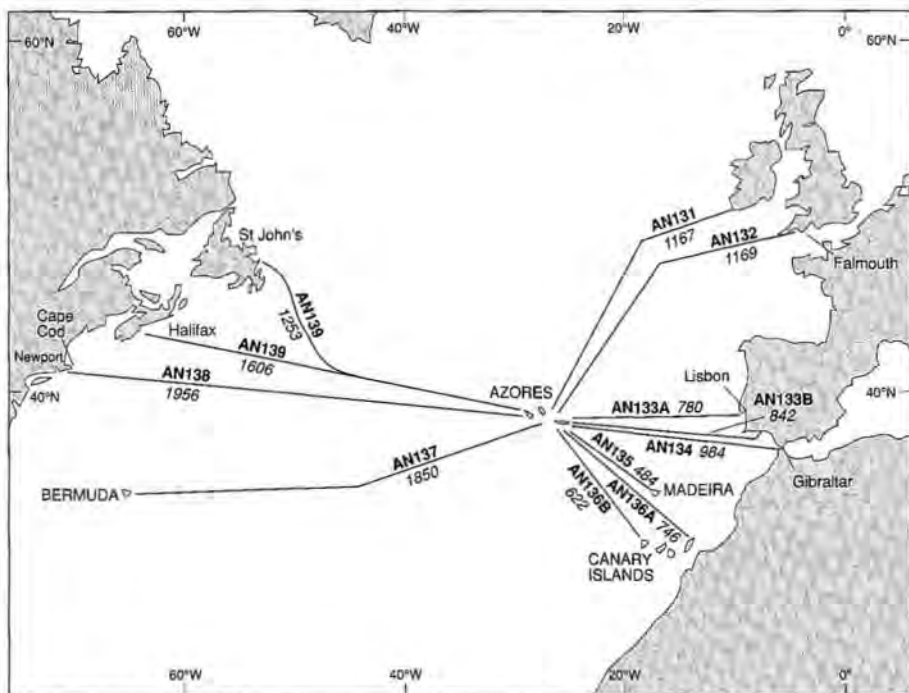 60°W
40°W
20°W
0°
60°N
60°N
AN131
1167
AN132
1169
St John's
Falmouth
AN139
1253
Cape
Cod
Halifax
Newport
AN139
1606
AN138
1956
Lisbon
AZORES
40°N
AN133A 780
AN133B
842
40°N
AN134 984
AN135 484
AN137
1850
Gibraltar
MADEIRA
BERMUDA
AN136A 746
AN136B
622
CANARY
ISLANDS
60°W
40°W
20°W
0°